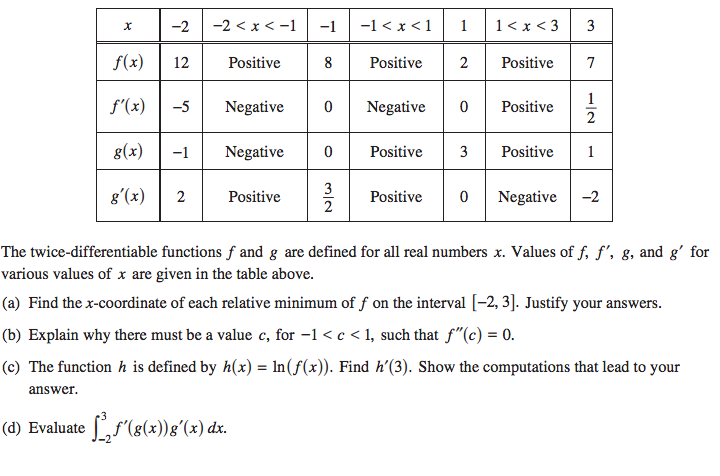 x −2 −2 < x < −1 −1 −1 < x < 1 1 1 < x < 3 3
f(x) 12 Positive 8 Positive 2 Positive 7
f′(x) −5 Negative 0 Negative 0 Positive 1/2
g(x) −1 Negative 0 Positive 3 Positive 1
g′(x) 2 Positive 3/2 Positive 0 Negative −2
The twice-differentiable functions f and g are defined for all real numbers x. Values of f, f′, g, and g′ for
various values of x are given in the table above.
(a) Find the x-coordinate of each relative minimum of f on the interval [−2, 3]. Justify your answers.
(b) Explain why there must be a value c, for −1 < c < 1, such that f″(c) = 0.
(c) The function h is defined by h(x) = ln(f(x)). Find h′(3). Show the computations that lead to your
answer.
(d) Evaluate ∫_{−2}^{3} f′(g(x))g′(x) dx.